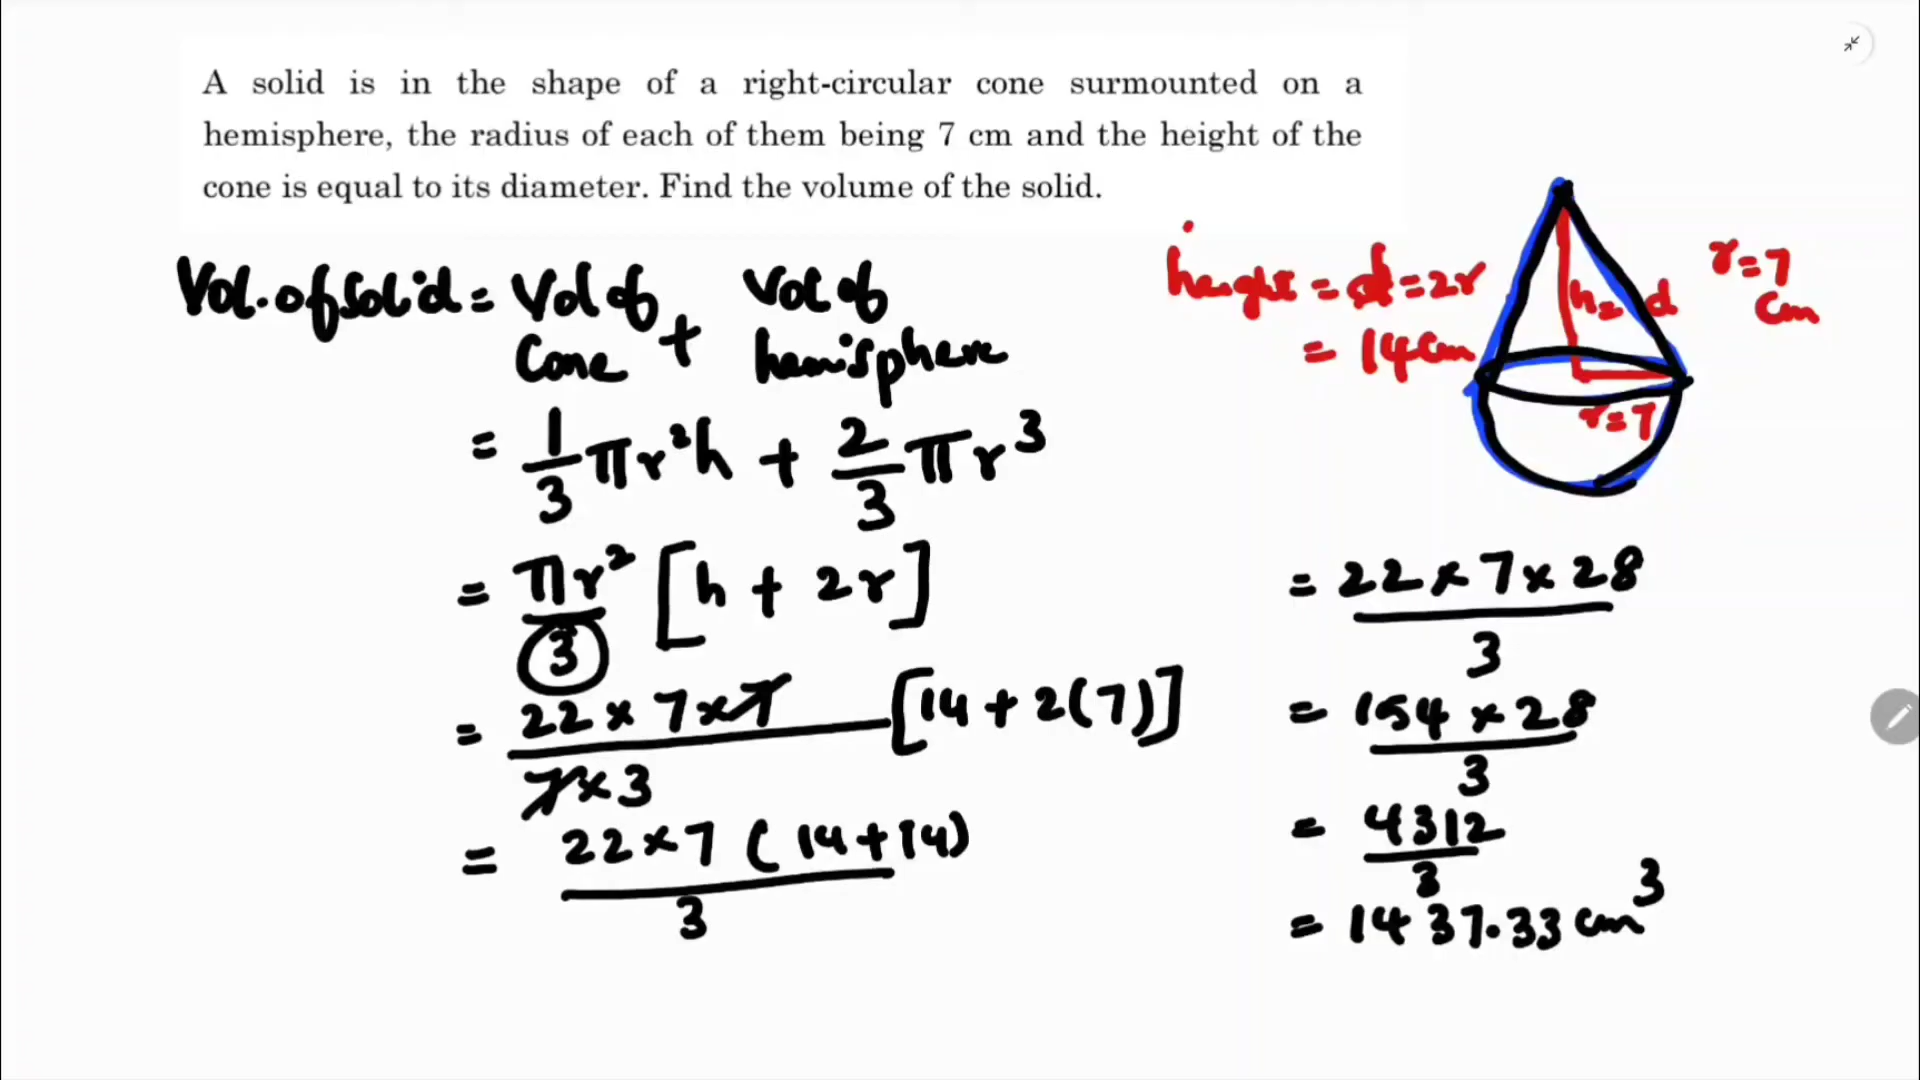 A solid is in the shape of a right-circular cone surmounted on a
hemisphere, the radius of each of them being 7 cm and the height of the
cone is equal to its diameter. Find the volume of the solid.
Vol. of solid = Vol of Cone + Vol of hemisphere
= 1/3 πr²h + 2/3 πr³
= πr²/3 [h + 2r]
= 22 × 7 × 7 / 7 × 3 [14 + 2(7)]
= 22 × 7 (14 + 14) / 3
height = d = 2r
= 14 cm
h = d
r = 7
r = 7 cm
= 22 × 7 × 28 / 3
= 154 × 28 / 3
= 4312 / 3
= 1437.33 cm³